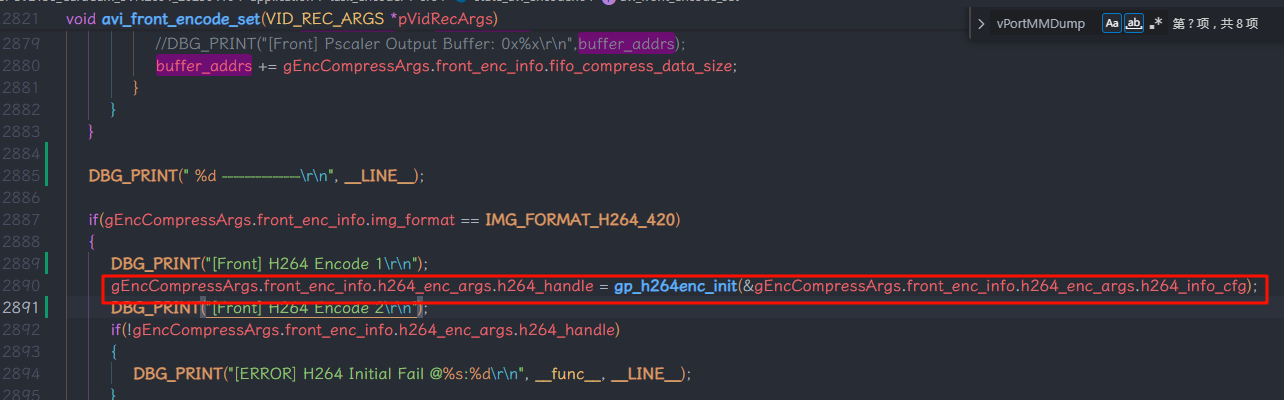 2821 void avi_front_encode_set(VID_REC_ARGS *pVidRecArgs)
vPortMMDump Aa ab .* 第 ? 项 , 共 8 项
2879 //DBG_PRINT("[Front] Pscaler Output Buffer: 0x%x\r\n",buffer_addrs);
2880 buffer_addrs += gEncCompressArgs.front_enc_info.fifo_compress_data_size;
2881 }
2882 }
2883 }
2884
2885 DBG_PRINT(" %d -----------------\r\n", __LINE__);
2886
2887 if(gEncCompressArgs.front_enc_info.img_format == IMG_FORMAT_H264_420)
2888 {
2889 DBG_PRINT("[Front] H264 Encode 1\r\n");
2890 gEncCompressArgs.front_enc_info.h264_enc_args.h264_handle = gp_h264enc_init(&gEncCompressArgs.front_enc_info.h264_enc_args.h264_info_cfg);
2891 DBG_PRINT("[Front] H264 Encode 2\r\n");
2892 if(!gEncCompressArgs.front_enc_info.h264_enc_args.h264_handle)
2893 {
2894 DBG_PRINT("[ERROR] H264 Initial Fail @%s:%d\r\n", __func__, __LINE__);
2895 }